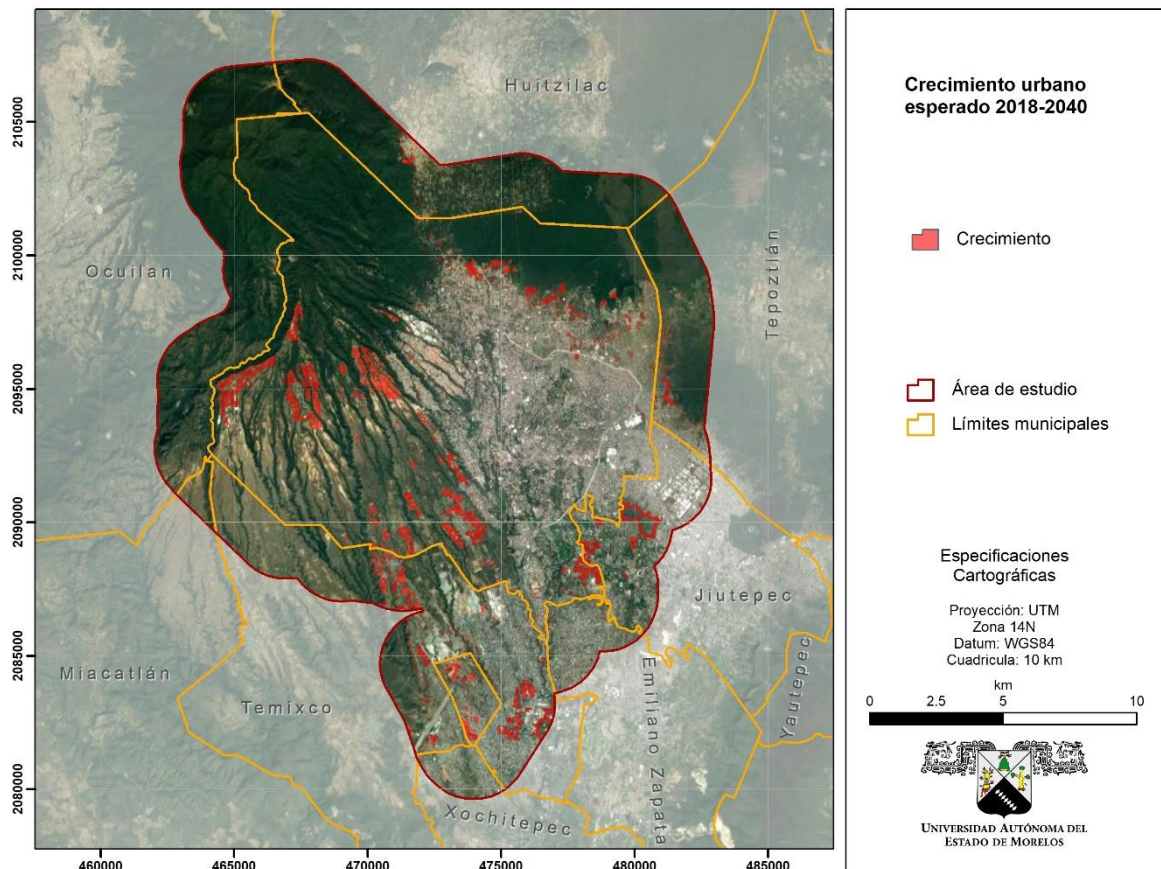 Huitzilac
Ocuilan
Tepoztlán
Jiutepec
Miacatlán
Temixco
Emiliano Zapata
Yautepec
Xochitepec
2105000
2100000
2095000
2090000
2085000
2080000
460000
465000
470000
475000
480000
485000
Crecimiento urbano
esperado 2018-2040
Crecimiento
Área de estudio
Límites municipales
Especificaciones
Cartográficas
Proyección: UTM
Zona 14N
Datum: WGS84
Cuadricula: 10 km
km
0 2.5 5 10
UNIVERSIDAD AUTÓNOMA DEL
ESTADO DE MORELOS